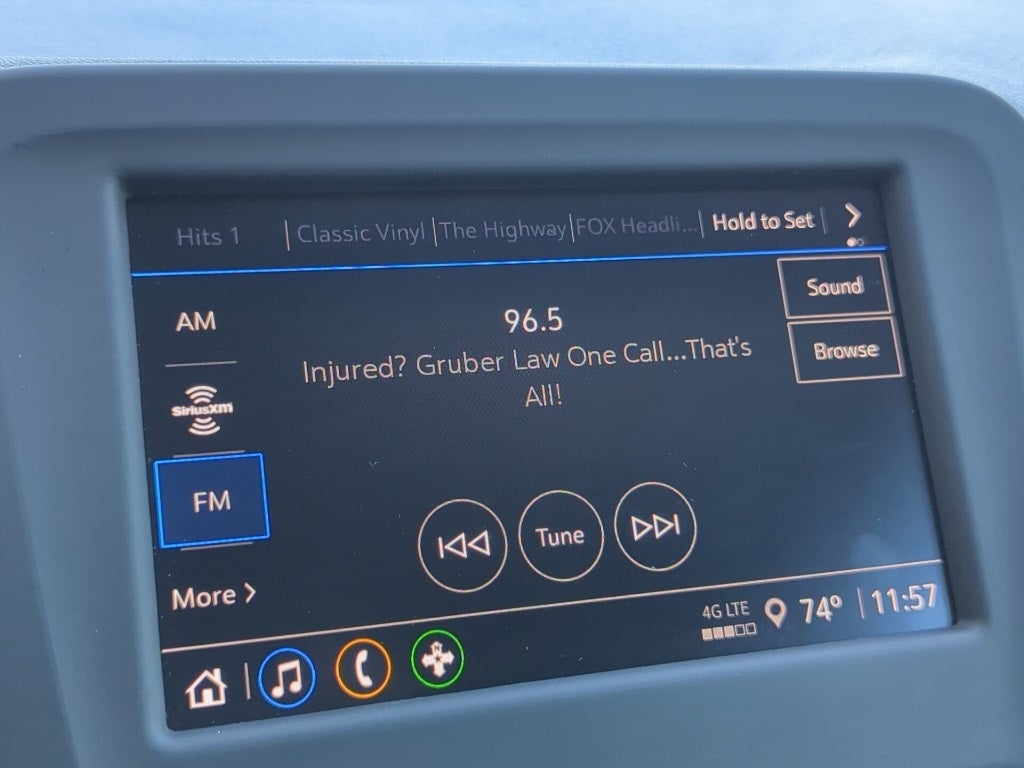 Hits 1 Classic Vinyl The Highway FOX Headli... Hold to Set
Sound
AM
96.5
Browse
Injured? Gruber Law One Call...That's
All!
SiriusXM
FM
Tune
More
4G LTE 74° 11:57